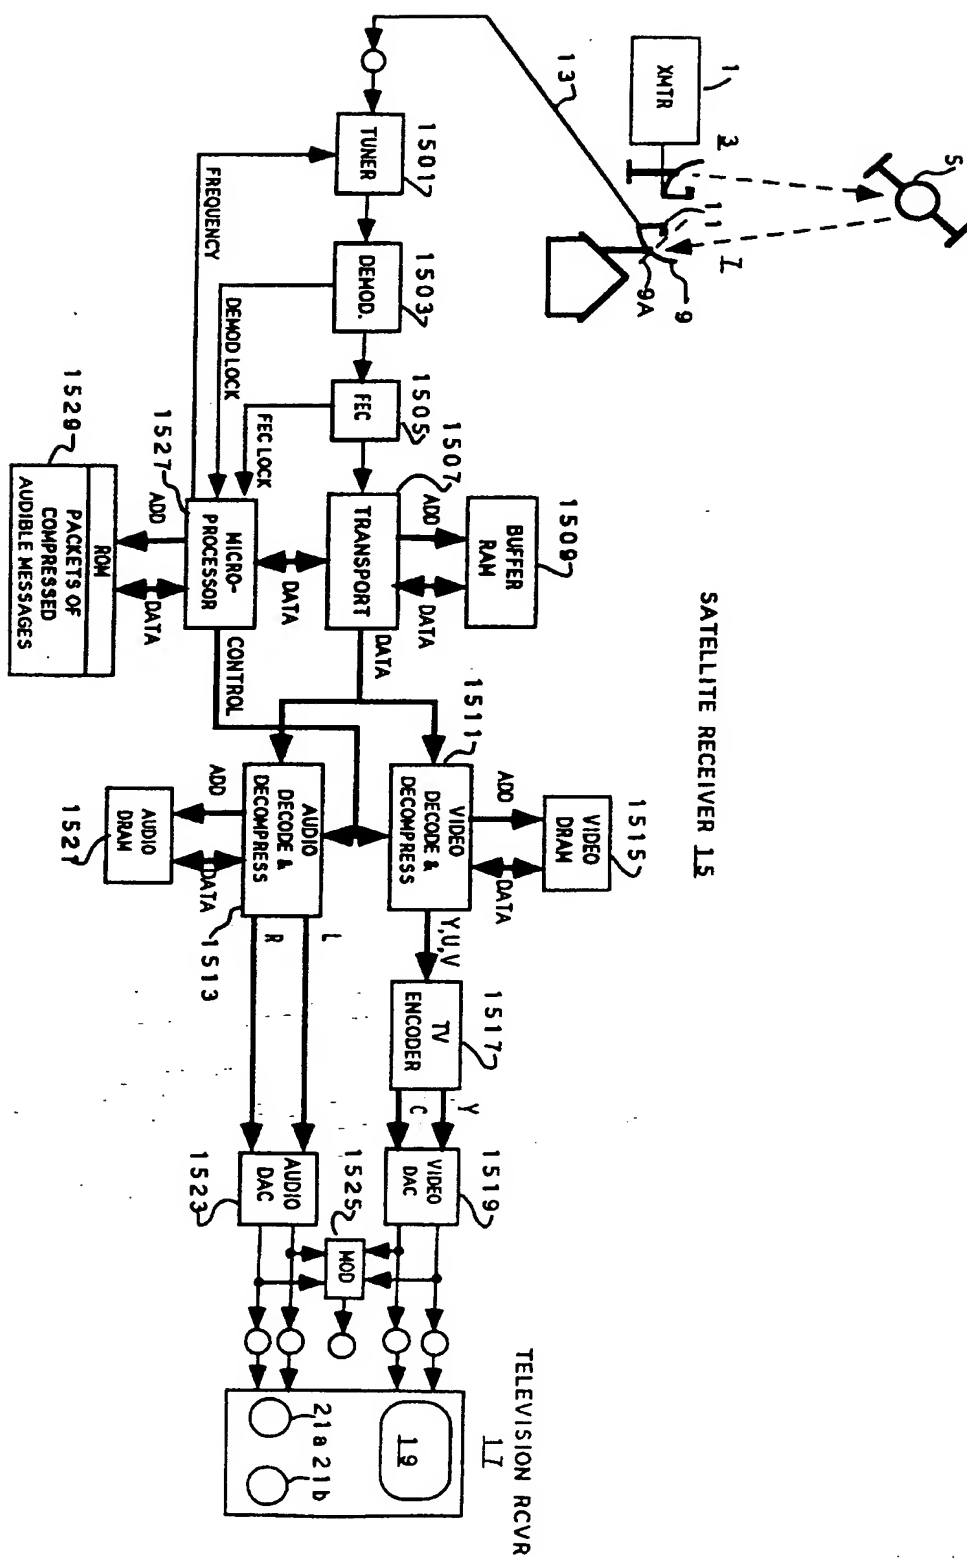 SATELLITE RECEIVER 15
TELEVISION RCVR
17
5
1
XMTR
3
7
11
9
9A
13
1501
TUNER
1503
DEMOD.
1505
FEC
1507
TRANSPORT
ADD
DATA
1509
BUFFER
RAM
FREQUENCY
DEMOD LOCK
FEC LOCK
DATA
1527
MICRO-
PROCESSOR
ADD
DATA
1529
ROM
PACKETS OF
COMPRESSED
AUDIBLE MESSAGES
DATA
CONTROL
1511
VIDEO
DECODE &
DECOMPRESS
ADD
DATA
1515
VIDEO
DRAM
AUDIO
DECODE &
DECOMPRESS
1513
ADD
DATA
AUDIO
DRAM
1521
Y,U,V
L
R
1517
TV
ENCODER
Y
C
1519
VIDEO
DAC
AUDIO
DAC
1523
1525
MOD
19
21a
21b